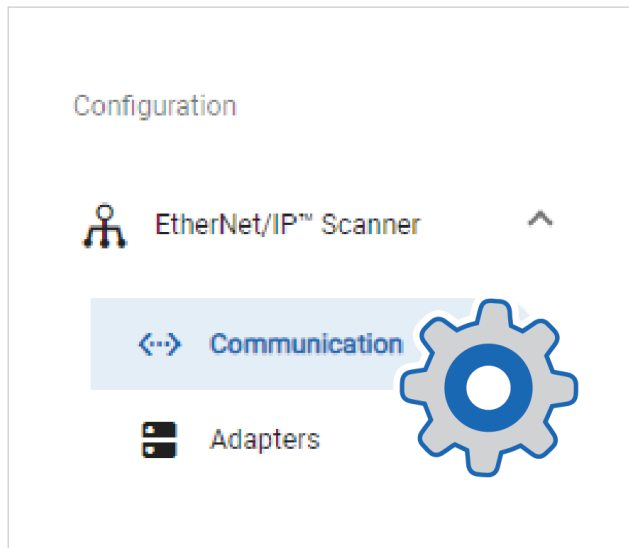 Configuration
EtherNet/IP™ Scanner
Communication
Adapters